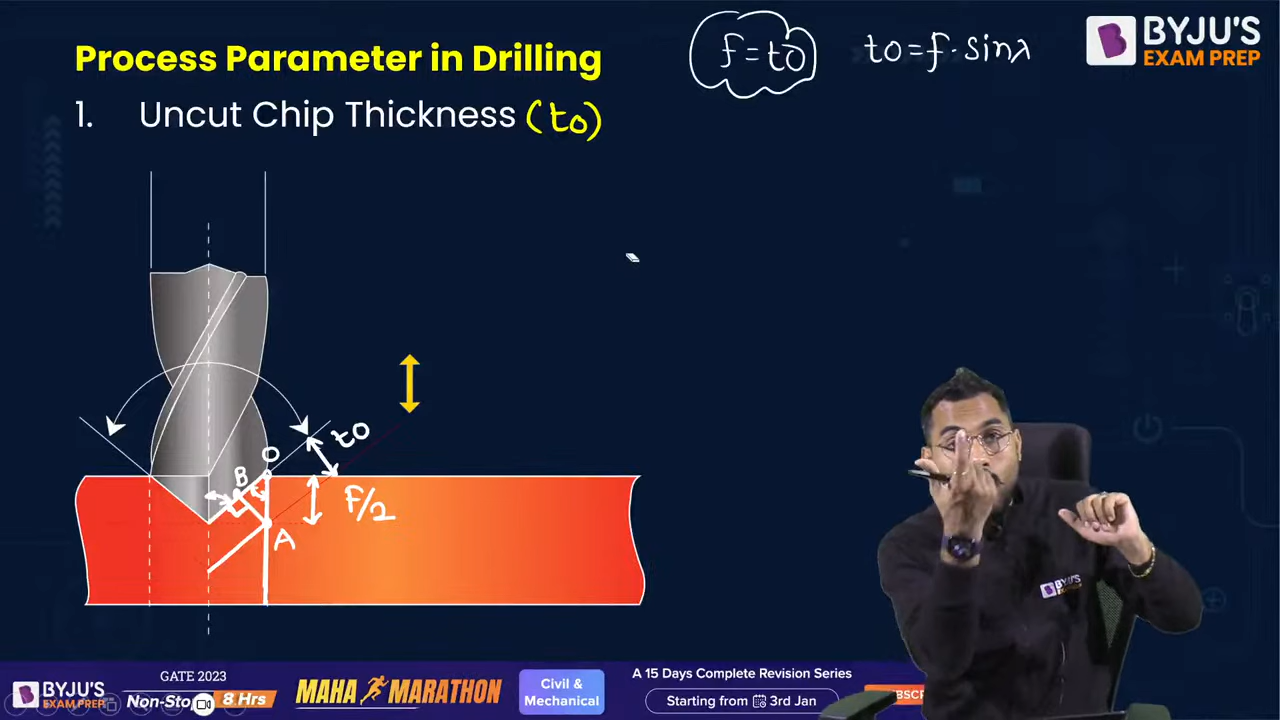 Process Parameter in Drilling
f=to
to=f·sinλ
BYJU'S
EXAM PREP
1. Uncut Chip Thickness (to)
to
O
B
f/2
A
BYJU'S
BYJU'S
EXAM PREP
GATE 2023
Non-Stop 8 Hrs
MAHA MARATHON
Civil &
Mechanical
A 15 Days Complete Revision Series
Starting from 3rd Jan